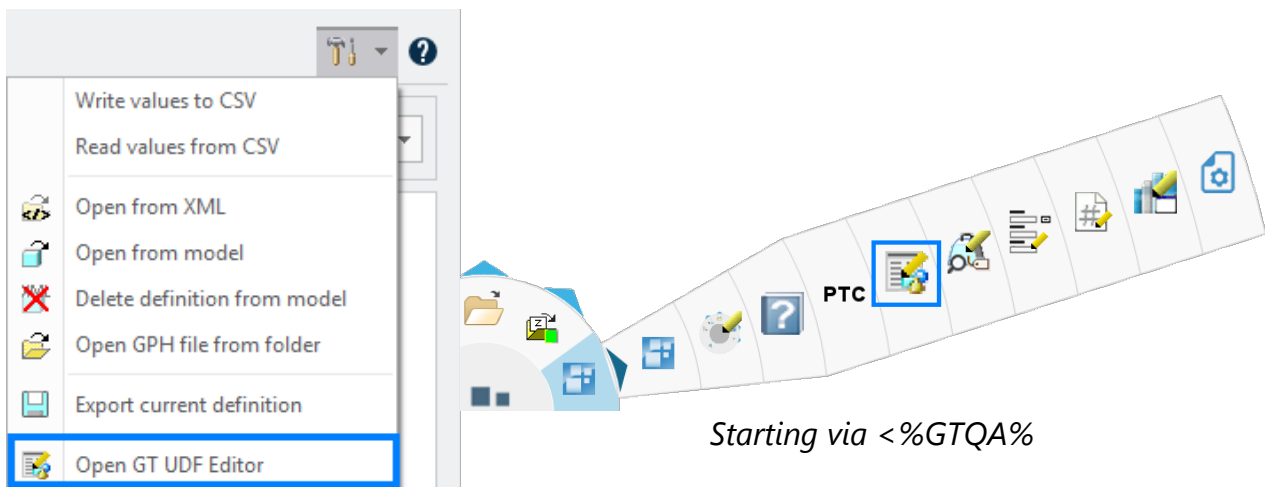 Write values to CSV
Read values from CSV
Open from XML
Open from model
Delete definition from model
Open GPH file from folder
Export current definition
Open GT UDF Editor
PTC
Starting via <%GTQA%